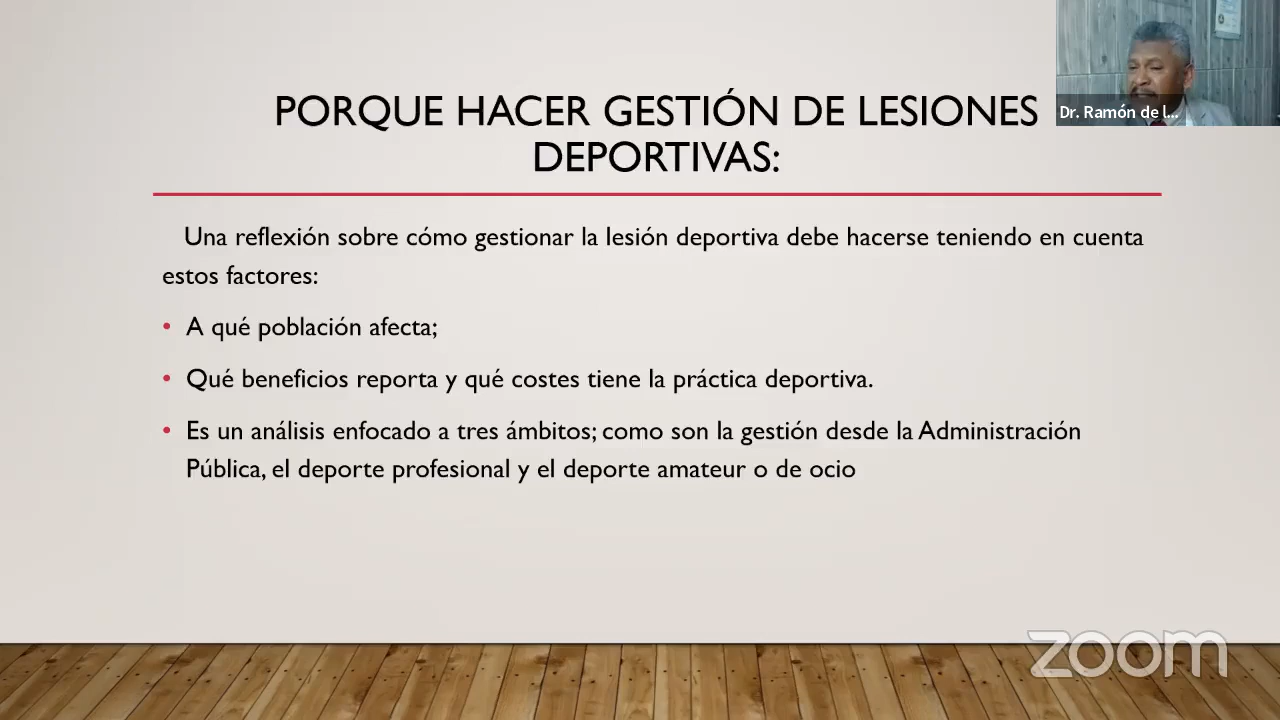 PORQUE HACER GESTIÓN DE LESIONES
DEPORTIVAS:
Dr. Ramón de l...
Una reflexión sobre cómo gestionar la lesión deportiva debe hacerse teniendo en cuenta
estos factores:
• A qué población afecta;
• Qué beneficios reporta y qué costes tiene la práctica deportiva.
• Es un análisis enfocado a tres ámbitos; como son la gestión desde la Administración
Pública, el deporte profesional y el deporte amateur o de ocio
zoom